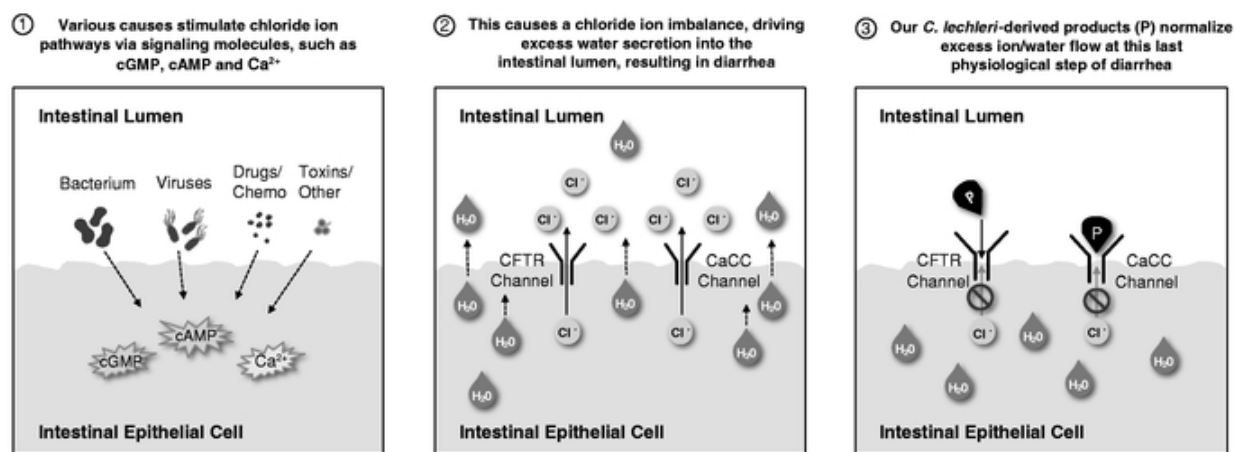 ① Various causes stimulate chloride ion
pathways via signaling molecules, such as
cGMP, cAMP and Ca²⁺
Intestinal Lumen
Bacterium
Viruses
Drugs/
Chemo
Toxins/
Other
cGMP
cAMP
Ca²⁺
Intestinal Epithelial Cell
② This causes a chloride ion imbalance, driving
excess water secretion into the
intestinal lumen, resulting in diarrhea
Intestinal Lumen
H₂0
Cl⁻
Cl⁻
H₂0
Cl⁻
Cl⁻
Cl⁻
Cl⁻
H₂0
CFTR
Channel
CaCC
Channel
H₂0
H₂0
H₂0
H₂0
Cl⁻
Cl⁻
H₂0
H₂0
Intestinal Epithelial Cell
③ Our C. lechleri-derived products (P) normalize
excess ion/water flow at this last
physiological step of diarrhea
Intestinal Lumen
P
P
CFTR
Channel
CaCC
Channel
Cl⁻
Cl⁻
H₂0
H₂0
H₂0
H₂0
H₂0
Intestinal Epithelial Cell